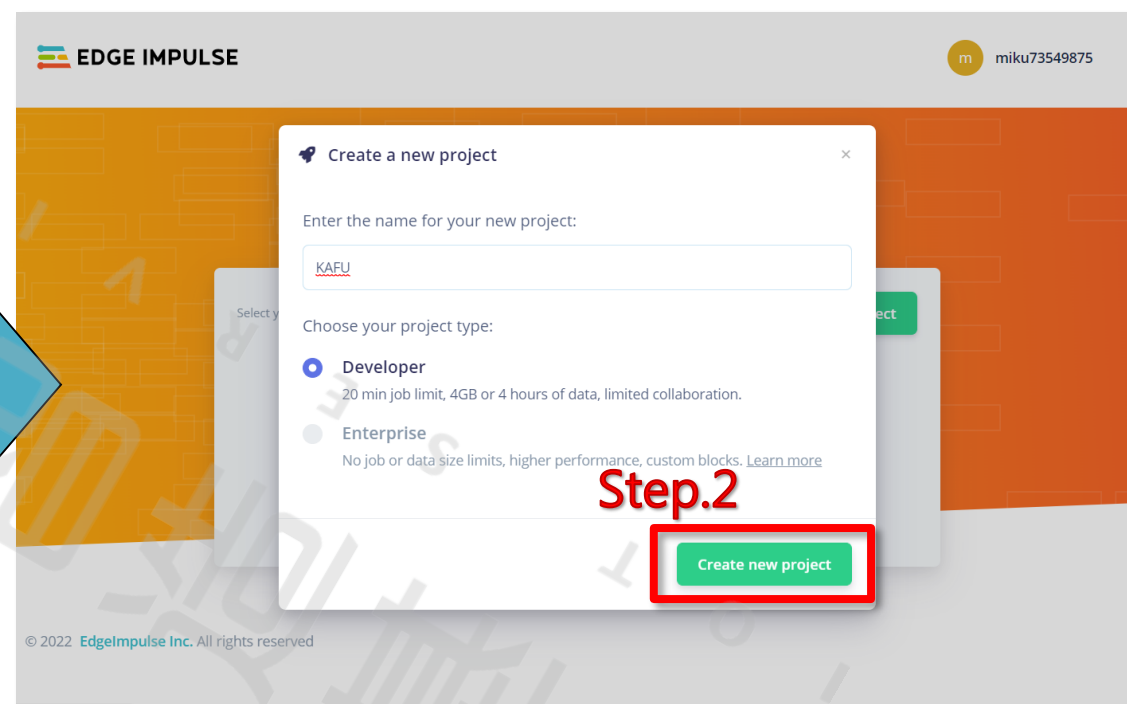 EDGE IMPULSE
m miku73549875
Create a new project ×
Enter the name for your new project:
KAFU
Select y
ect
Choose your project type:
Developer
20 min job limit, 4GB or 4 hours of data, limited collaboration.
Enterprise
No job or data size limits, higher performance, custom blocks. Learn more
Step.2
Create new project
© 2022 EdgeImpulse Inc. All rights reserved